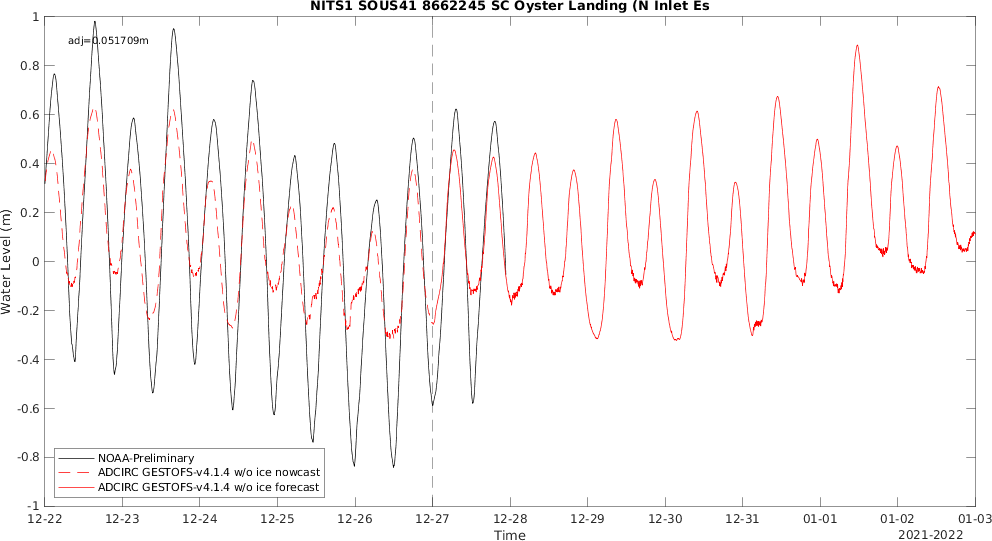 NITS1 SOUS41 8662245 SC Oyster Landing (N Inlet Es
adj=0.051709m
1
0.8
0.6
0.4
0.2
0
-0.2
-0.4
-0.6
-0.8
-1
Water Level (m)
NOAA-Preliminary
ADCIRC GESTOFS-v4.1.4 w/o ice nowcast
ADCIRC GESTOFS-v4.1.4 w/o ice forecast
12-22 12-23 12-24 12-25 12-26 12-27 12-28 12-29 12-30 12-31 01-01 01-02 01-03
Time
2021-2022